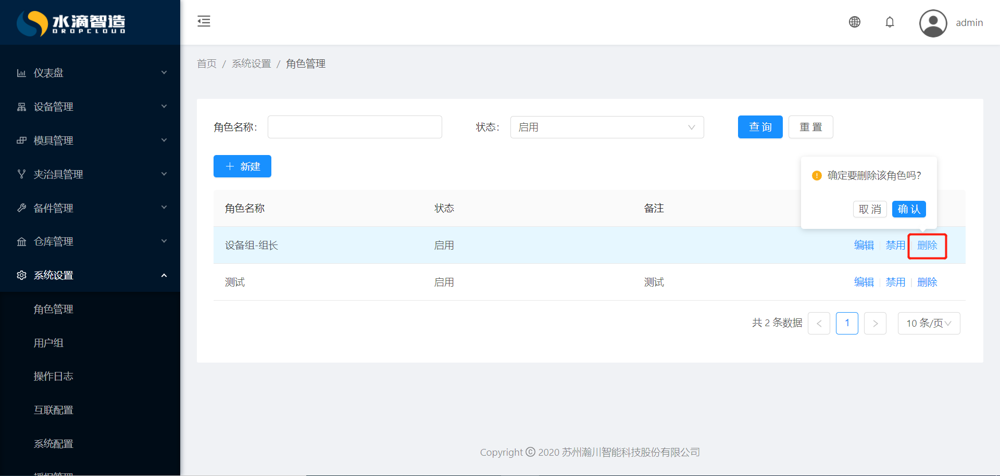 水滴智造
DROPCLOUD
admin
仪表盘
设备管理
模具管理
夹治具管理
备件管理
仓库管理
系统设置
角色管理
用户组
操作日志
互联配置
系统配置
授权管理
首页 / 系统设置 / 角色管理
角色名称: 状态: 启用 查 询 重 置
＋ 新建
确定要删除该角色吗?
取 消 确 认
角色名称 状态 备注
设备组-组长 启用 编辑 禁用 删除
测试 启用 测试 编辑 禁用 删除
共 2 条数据 < 1 > 10 条/页
Copyright © 2020 苏州瀚川智能科技股份有限公司